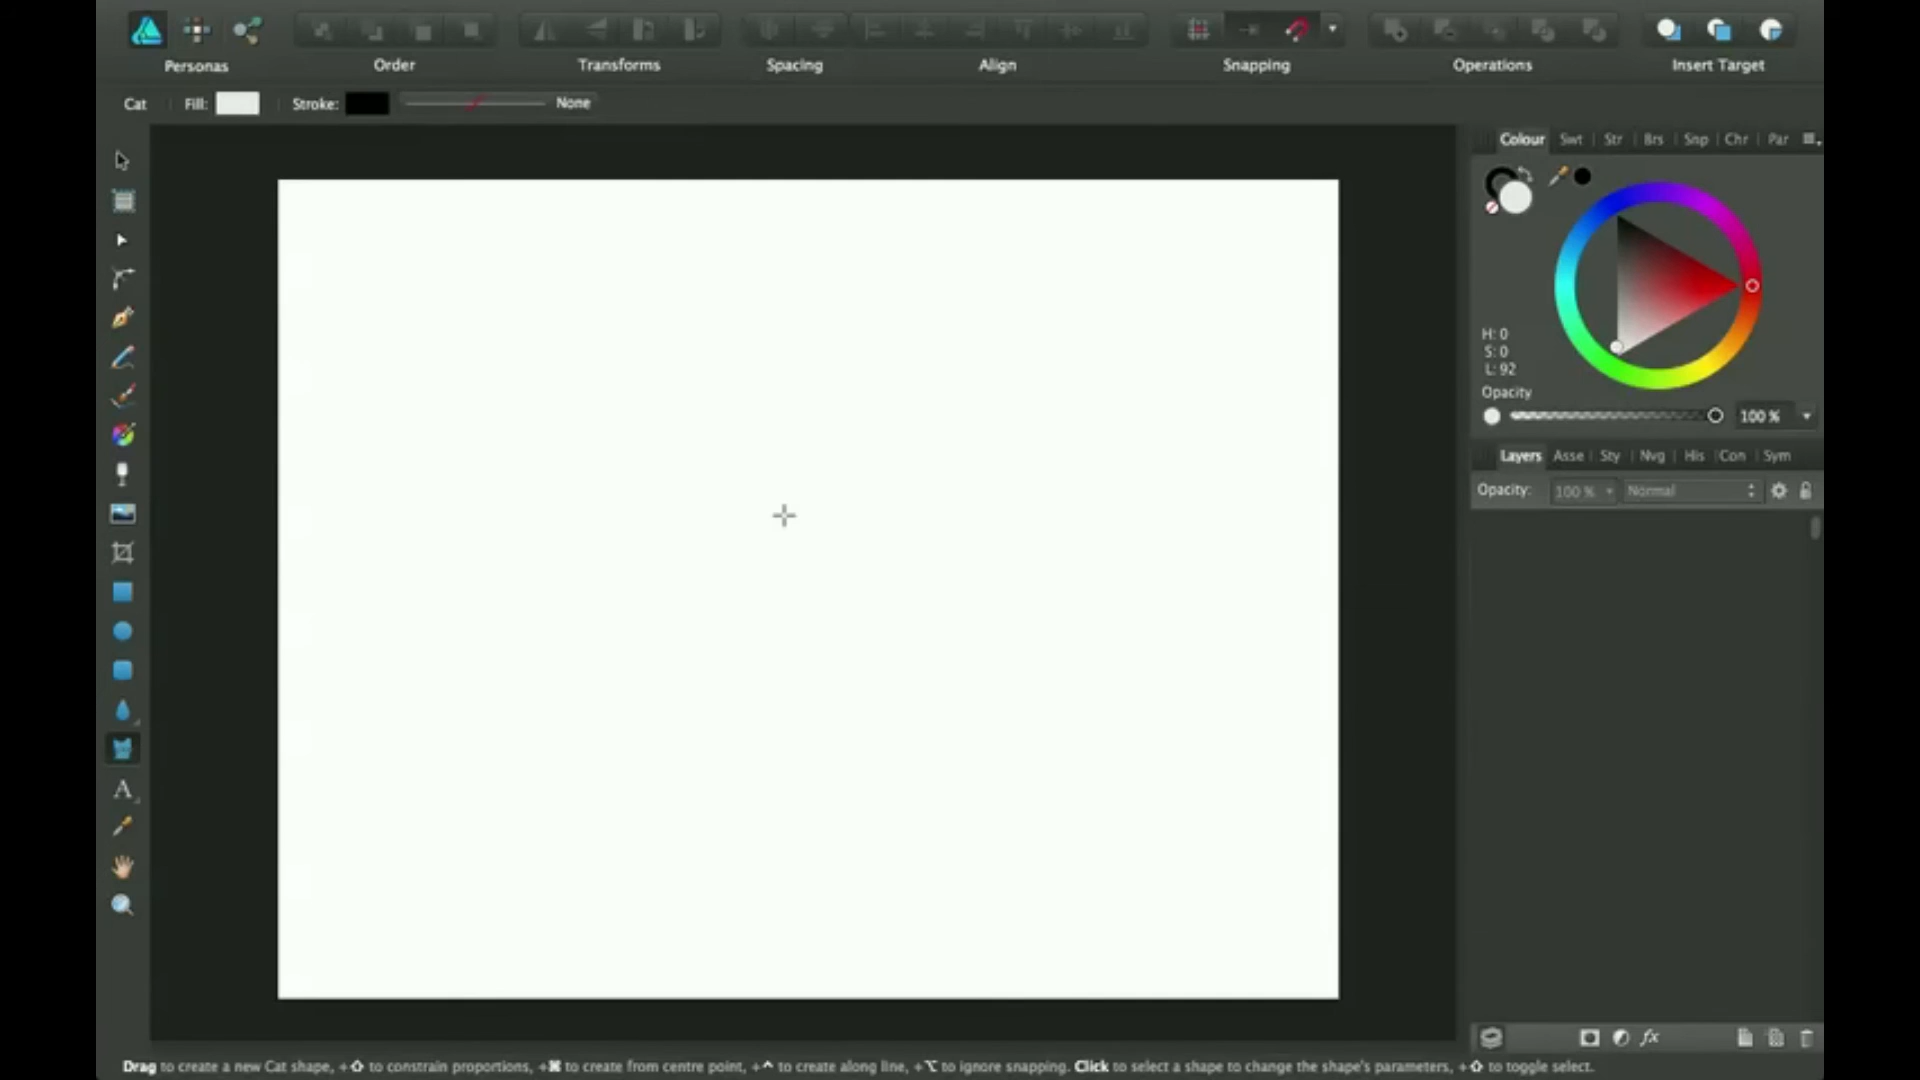 Personas
Order
Transforms
Spacing
Align
Snapping
Operations
Insert Target
Cat
Fill:
Stroke:
None
Colour Swt Str Brs Snp Chr Par
H: 0
S: 0
L: 92
Opacity
100 %
Layers Asse Sty Nvg His Con Sym
Opacity: 100 % Normal
A
fx
Drag to create a new Cat shape, +⇧ to constrain proportions, +⌘ to create from centre point, +^ to create along line, +⌥ to ignore snapping. Click to select a shape to change the shape's parameters, +⇧ to toggle select.